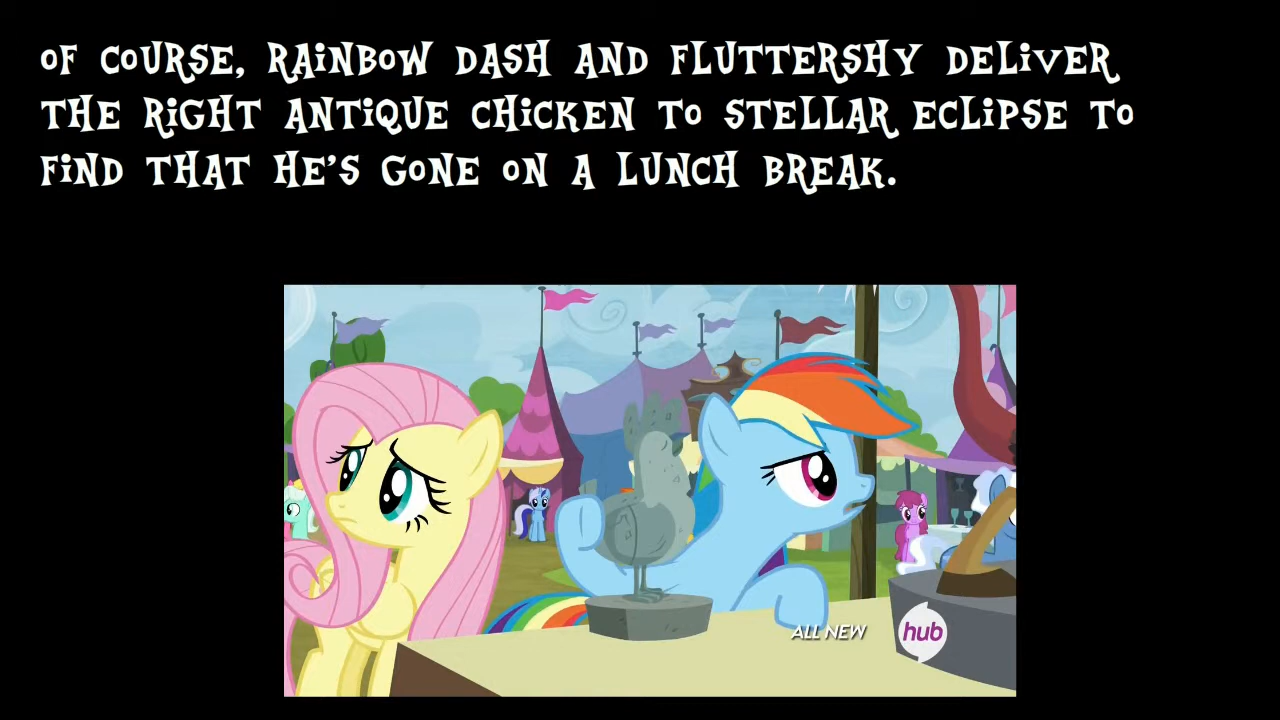 OF COURSE, RAINBOW DASH AND FLUTTERSHY DELIVER
THE RIGHT ANTIQUE CHICKEN TO STELLAR ECLIPSE TO
FIND THAT HE'S GONE ON A LUNCH BREAK.
ALL NEW
hub